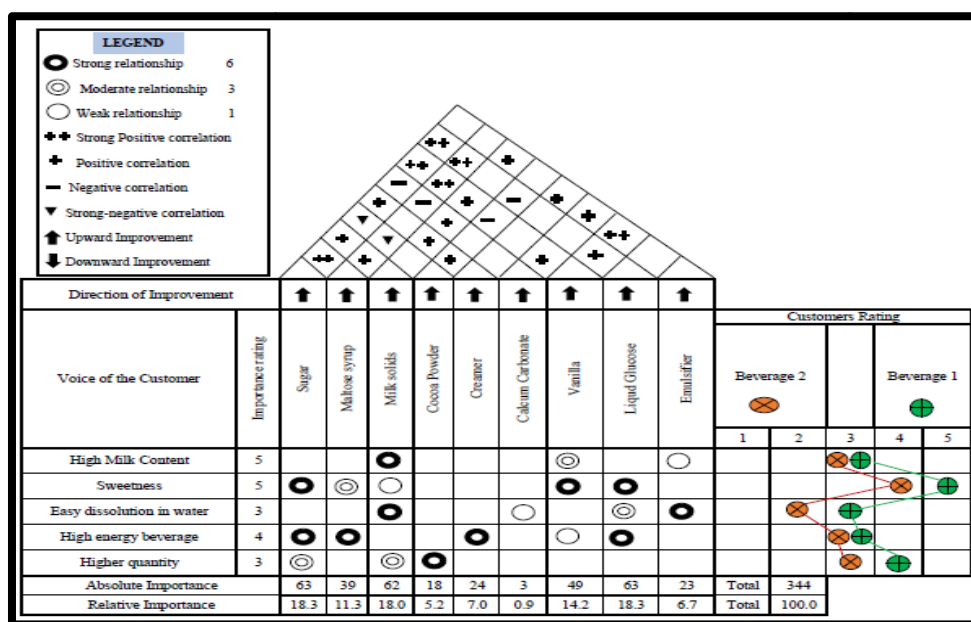 LEGEND
Strong relationship 6
Moderate relationship 3
Weak relationship 1
Strong Positive correlation
Positive correlation
Negative correlation
Strong-negative correlation
Upward Improvement
Downward Improvement
Direction of Improvement
Customers Rating
Voice of the Customer
Importance rating
Sugar
Maltose syrup
Milk solids
Cocoa Powder
Creamer
Calcum Carbonate
Vanilla
Liqud Glucose
Emulsifier
Beverage 2
Beverage 1
1 2 3 4 5
High Milk Content 5
Sweetness 5
Easy dissolution in water 3
High energy beverage 4
Higher quantity 3
Absolute Importance 63 39 62 18 24 3 49 63 23 Total 344
Relative Importance 18.3 11.3 18.0 5.2 7.0 0.9 14.2 18.3 6.7 Total 100.0